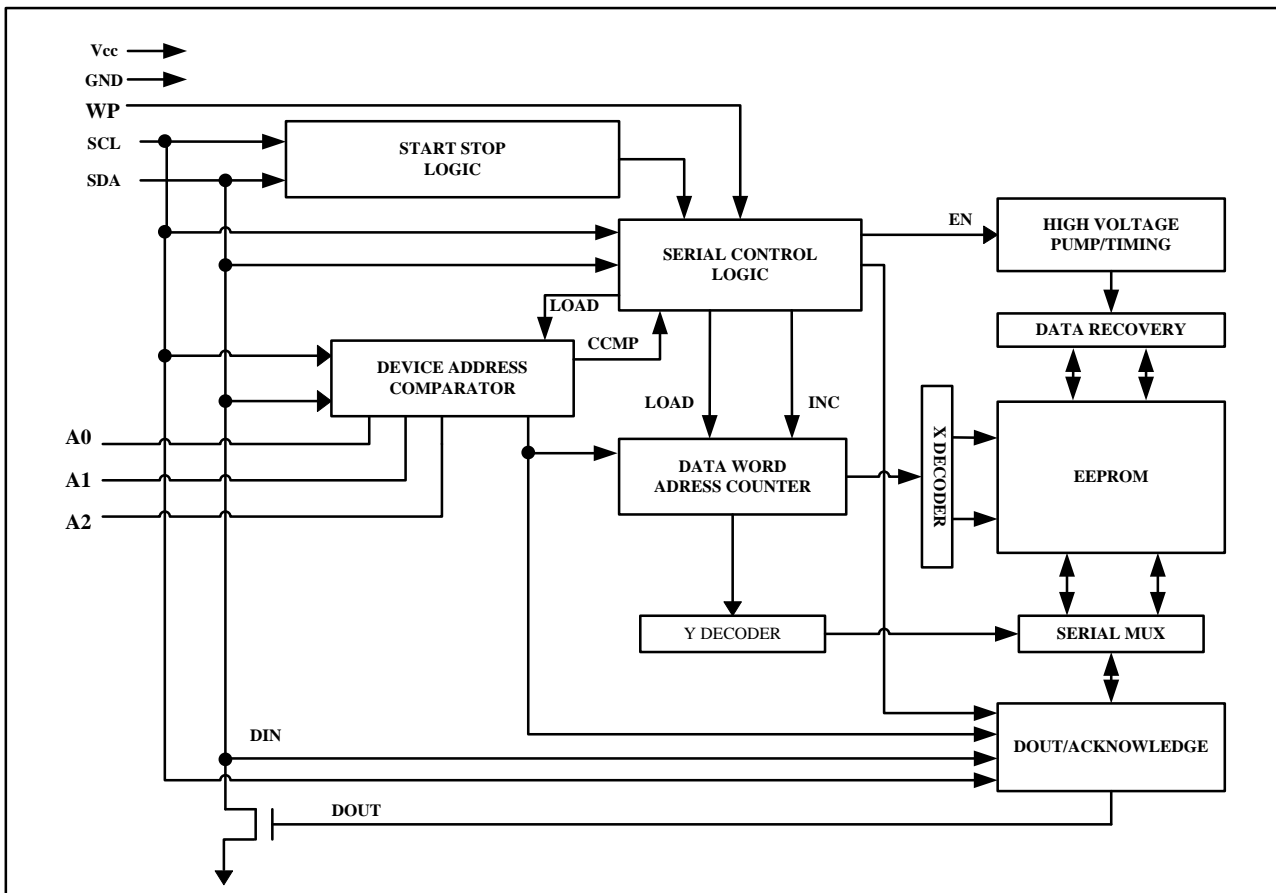 Vcc
GND
WP
SCL
SDA
START STOP
LOGIC
EN
HIGH VOLTAGE
PUMP/TIMING
SERIAL CONTROL
LOGIC
LOAD
CCMP
DATA RECOVERY
DEVICE ADDRESS
COMPARATOR
LOAD
INC
A0
A1
A2
DATA WORD
ADRESS COUNTER
X DECODER
EEPROM
Y DECODER
SERIAL MUX
DIN
DOUT/ACKNOWLEDGE
DOUT